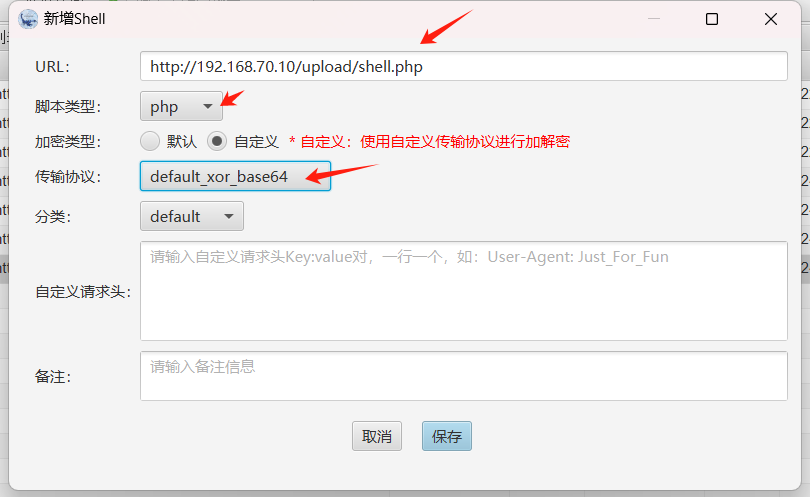 新增Shell
URL:
http://192.168.70.10/upload/shell.php
脚本类型：
php
加密类型：
默认
自定义
* 自定义：使用自定义传输协议进行加解密
传输协议：
default_xor_base64
分类：
default
自定义请求头：
请输入自定义请求头Key:value对，一行一个，如：User-Agent: Just_For_Fun
备注：
请输入备注信息
取消
保存